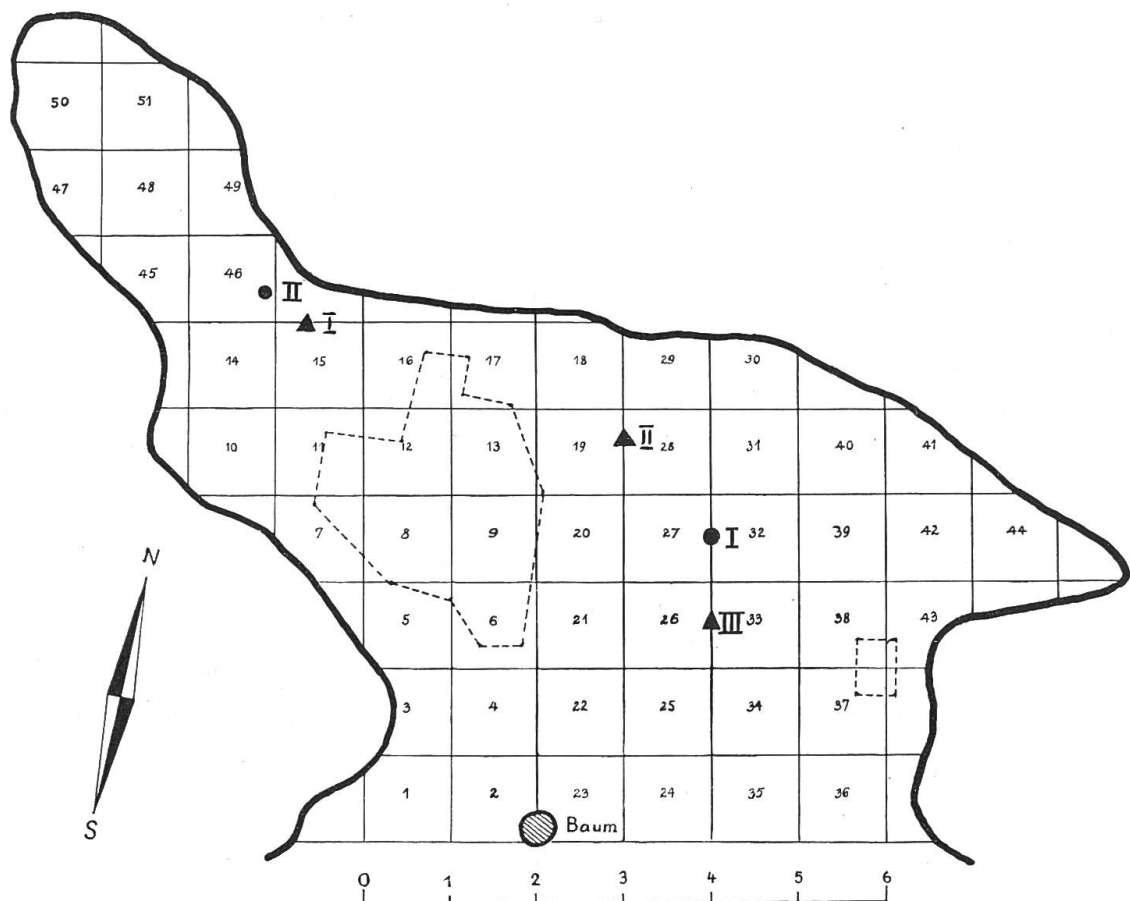 50 51
47 48 49
45 46
II
I
14 15 16 17 18 29 30
10 11 12 13 19 II 28 31 40 41
7 8 9 20 27 I 32 39 42 44
N
5 6 21 26 III 33 38 43
3 4 22 25 34 37
1 2 23 24 35 36
S
Baum
0 1 2 3 4 5 6